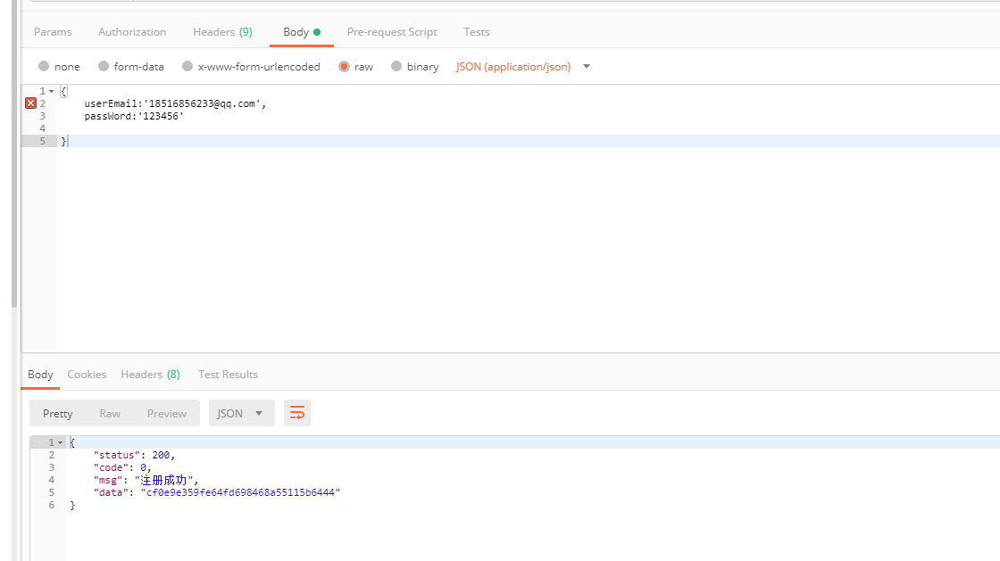 Params Authorization Headers (9) Body Pre-request Script Tests
none form-data x-www-form-urlencoded raw binary JSON (application/json)
1 {
2 userEmail:'18516856233@qq.com',
3 passWord:'123456'
4
5 }
Body Cookies Headers (8) Test Results
Pretty Raw Preview JSON
1 {
2 "status": 200,
3 "code": 0,
4 "msg": "注册成功",
5 "data": "cf0e9e359fe64fd698468a55115b6444"
6 }